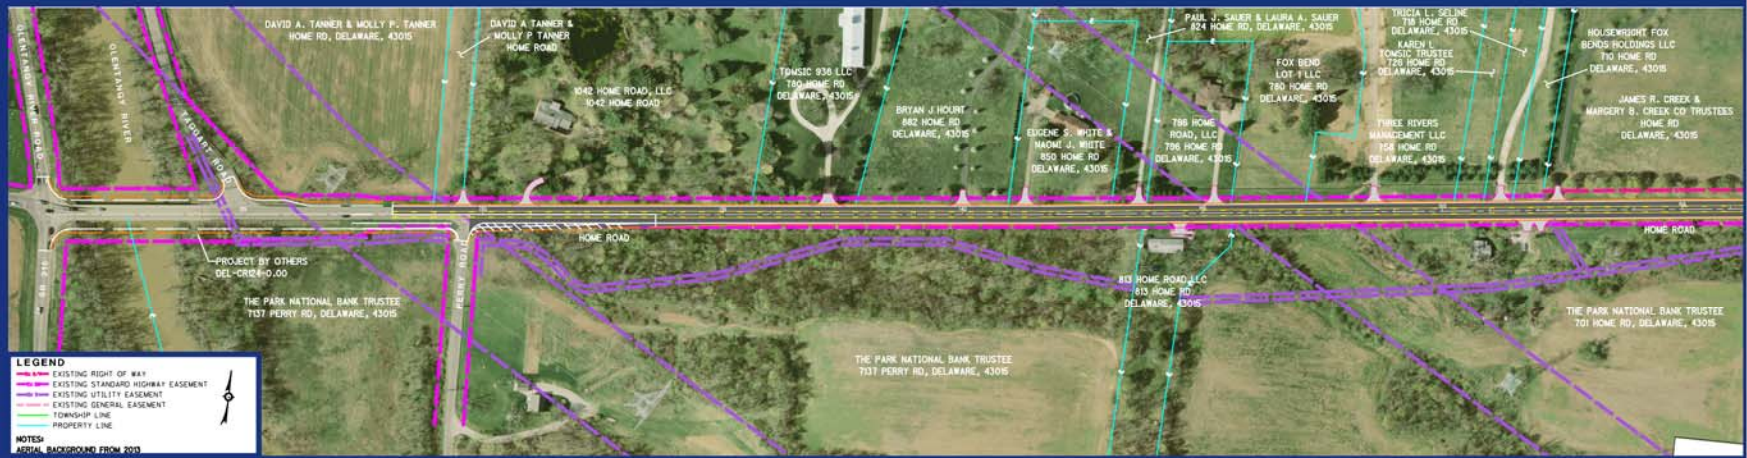 OLENTANGY RIVER ROAD
OLENTANGY RIVER
TAGGART ROAD
DAVID A. TANNER & MOLLY P. TANNER
HOME RD, DELAWARE, 43015
DAVID A TANNER &
MOLLY P TANNER
HOME ROAD
1042 HOME ROAD, LLC
1042 HOME ROAD
TOMSIC 936 LLC
780 HOME RD
DELAWARE, 43015
BRYAN J HOURT
882 HOME RD
DELAWARE, 43015
EUGENE S. WHITE &
NAOMI J. WHITE
850 HOME RD
DELAWARE, 43015
PAUL J. SAUER & LAURA A. SAUER
824 HOME RD, DELAWARE, 43015
796 HOME
ROAD, LLC
796 HOME RD
DELAWARE, 43015
FOX BEND
LOT 1 LLC
780 HOME RD
DELAWARE, 43015
TRICIA L. SELINE
718 HOME RD
DELAWARE, 43015
KAREN L
TOMSIC TRUSTEE
726 HOME RD
DELAWARE, 43015
THREE RIVERS
MANAGEMENT LLC
758 HOME RD
DELAWARE, 43015
HOUSEWRIGHT FOX
BENDS HOLDINGS LLC
710 HOME RD
DELAWARE, 43015
JAMES R. CREEK &
MARGERY B. CREEK CO TRUSTEES
HOME RD
DELAWARE, 43015
HOME ROAD
HOME ROAD
SR 315
PERRY ROAD
PROJECT BY OTHERS
DEL-CR124-0.00
THE PARK NATIONAL BANK TRUSTEE
7137 PERRY RD, DELAWARE, 43015
813 HOME ROAD, LLC
813 HOME RD
DELAWARE, 43015
THE PARK NATIONAL BANK TRUSTEE
7137 PERRY RD, DELAWARE, 43015
THE PARK NATIONAL BANK TRUSTEE
701 HOME RD, DELAWARE, 43015
LEGEND
EXISTING RIGHT OF WAY
EXISTING STANDARD HIGHWAY EASEMENT
EXISTING UTILITY EASEMENT
EXISTING GENERAL EASEMENT
TOWNSHIP LINE
PROPERTY LINE
NOTES:
AERIAL BACKGROUND FROM 2013